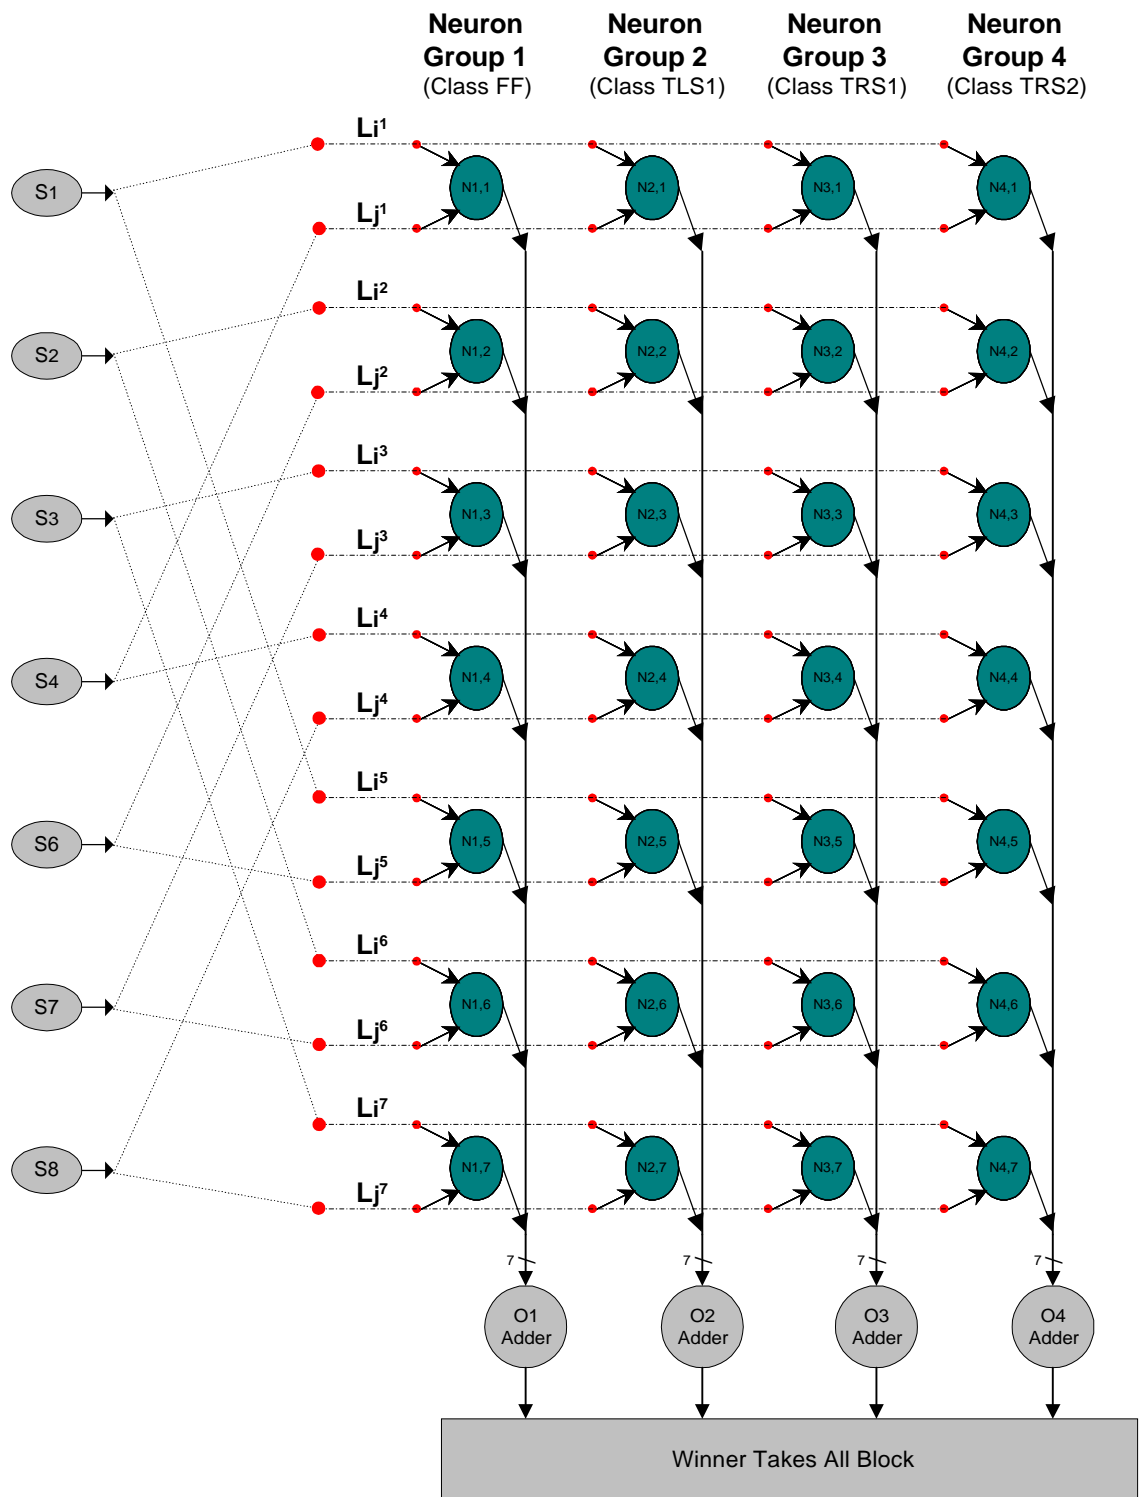 Neuron Neuron Neuron Neuron
Group 1 Group 2 Group 3 Group 4
(Class FF) (Class TLS1) (Class TRS1) (Class TRS2)
Li¹
S1 N1,1 N2,1 N3,1 N4,1
Lj¹
Li²
S2 N1,2 N2,2 N3,2 N4,2
Lj²
Li³
S3 N1,3 N2,3 N3,3 N4,3
Lj³
Li⁴
S4 N1,4 N2,4 N3,4 N4,4
Lj⁴
Li⁵
S6 N1,5 N2,5 N3,5 N4,5
Lj⁵
Li⁶
S7 N1,6 N2,6 N3,6 N4,6
Lj⁶
Li⁷
S8 N1,7 N2,7 N3,7 N4,7
Lj⁷
7 7 7 7
O1 O2 O3 O4
Adder Adder Adder Adder
Winner Takes All Block